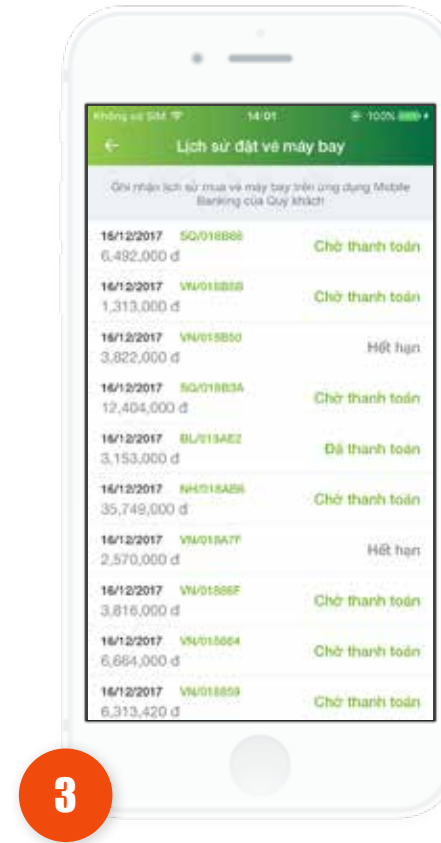 Không có SIM 14:01 100%
Lịch sử đặt vé máy bay
Ghi nhận lịch sử mua vé máy bay trên ứng dụng Mobile
Banking của Quý khách
16/12/2017
6,492,000 đ Chờ thanh toán
16/12/2017
1,313,000 đ Chờ thanh toán
16/12/2017
3,822,000 đ Hết hạn
16/12/2017
12,404,000 đ Chờ thanh toán
16/12/2017
3,153,000 đ Đã thanh toán
16/12/2017
35,749,000 đ Chờ thanh toán
16/12/2017
2,570,000 đ Hết hạn
16/12/2017
3,816,000 đ Chờ thanh toán
16/12/2017
6,664,000 đ Chờ thanh toán
16/12/2017
6,313,420 đ Chờ thanh toán
3